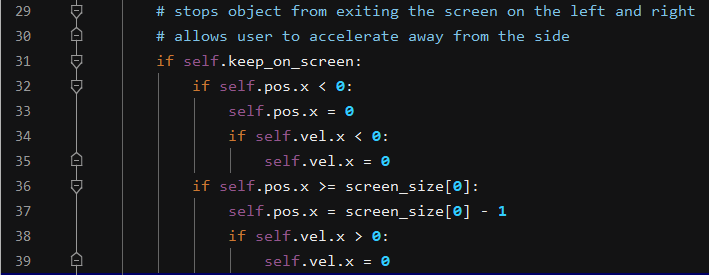 29 # stops object from exiting the screen on the left and right
30 # allows user to accelerate away from the side
31 if self.keep_on_screen:
32     if self.pos.x < 0:
33         self.pos.x = 0
34         if self.vel.x < 0:
35             self.vel.x = 0
36     if self.pos.x >= screen_size[0]:
37         self.pos.x = screen_size[0] - 1
38         if self.vel.x > 0:
39             self.vel.x = 0